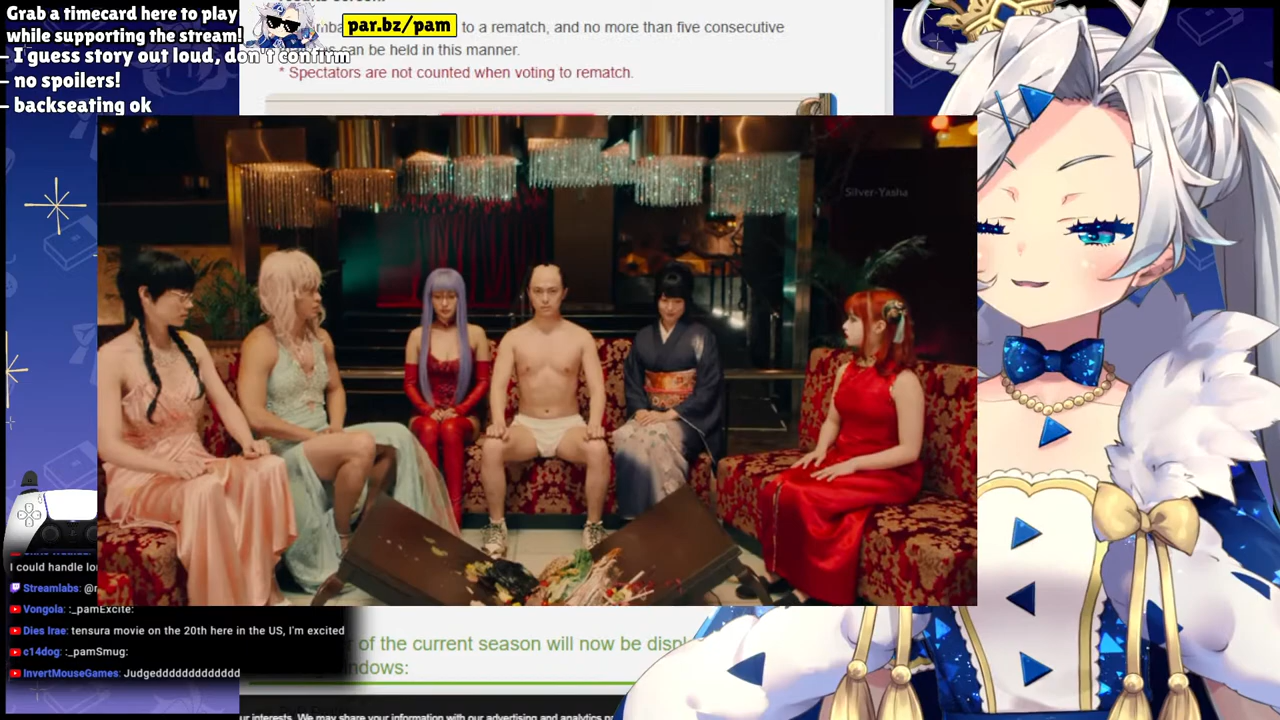 Grab a timecard here to play
while supporting the stream!
par.bz/pam
– I guess story out loud, don't confirm
– no spoilers!
– backseating ok
to a rematch, and no more than five consecutive
can be held in this manner.
* Spectators are not counted when voting to rematch.
Silver-Yasha
I could handle
Streamlabs:
Vongola: :_pamExcite:
Dies Irae: tensura movie on the 20th here in the US, I'm excited
c14dog: :_pamSmug:
InvertMouseGames: Judgedddddddddddd
of the current season will now be
ur interests. We may share your information with our advertising and analytics